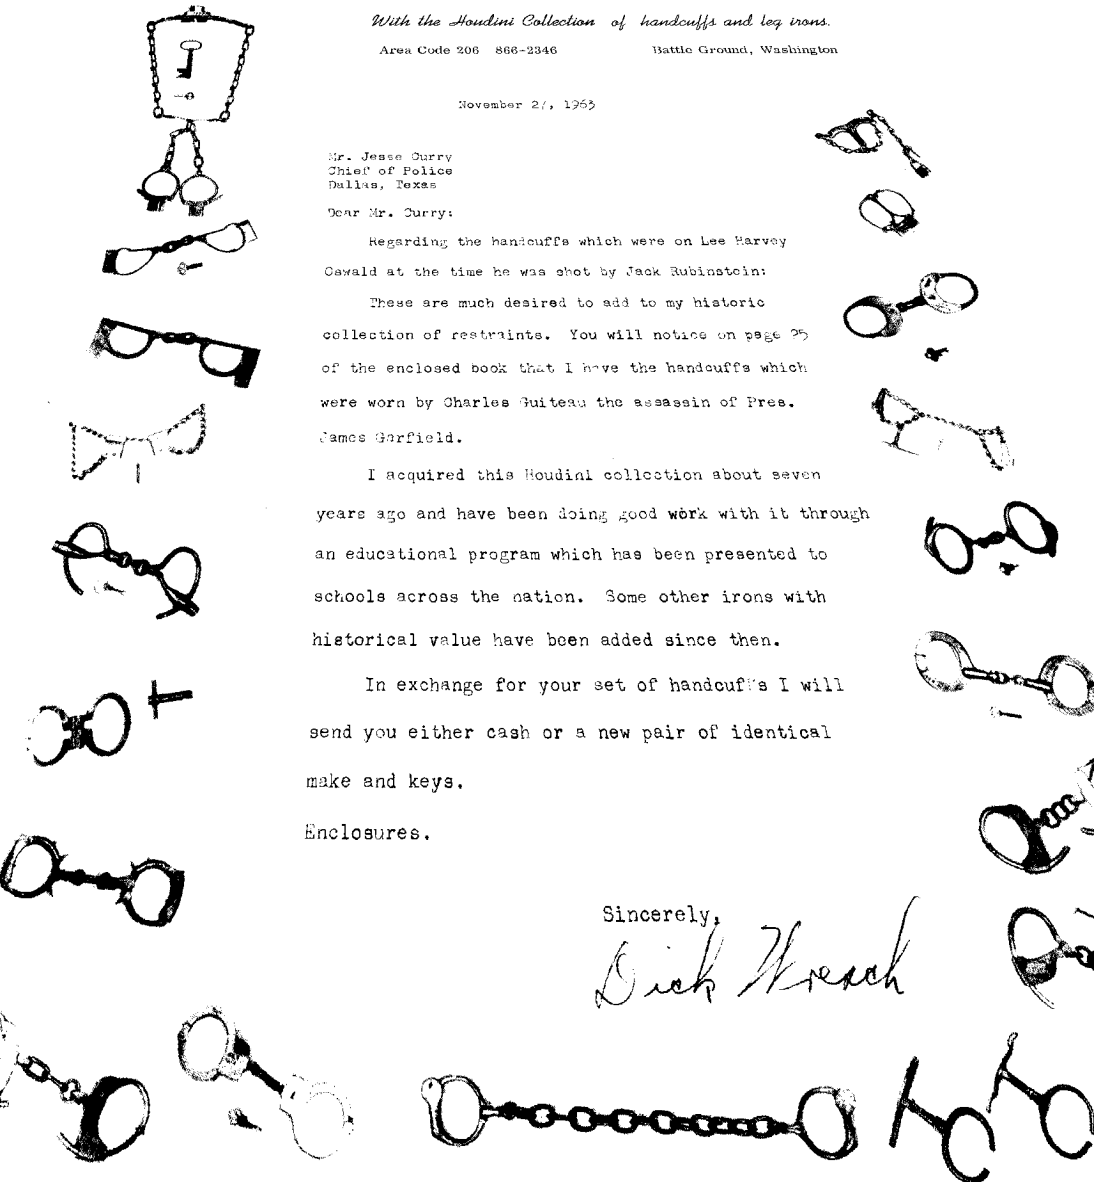 With the Houdini Collection of handcuffs and leg irons.
Area Code 206 866-2346 Battle Ground, Washington
November 27, 1963
Mr. Jesse Curry
Chief of Police
Dallas, Texas
Dear Mr. Curry:
Regarding the handcuffs which were on Lee Harvey
Oswald at the time he was shot by Jack Rubinstein:
These are much desired to add to my historic
collection of restraints. You will notice on page
of the enclosed book that I have the handcuffs which
were worn by Charles Guiteau the assassin of Pres.
James Garfield.
I acquired this Houdini collection about seven
years ago and have been doing good work with it through
an educational program which has been presented to
schools across the nation. Some other irons with
historical value have been added since then.
In exchange for your set of handcuffs I will
send you either cash or a new pair of identical
make and keys.
Enclosures.
Sincerely,
Dick Wresch